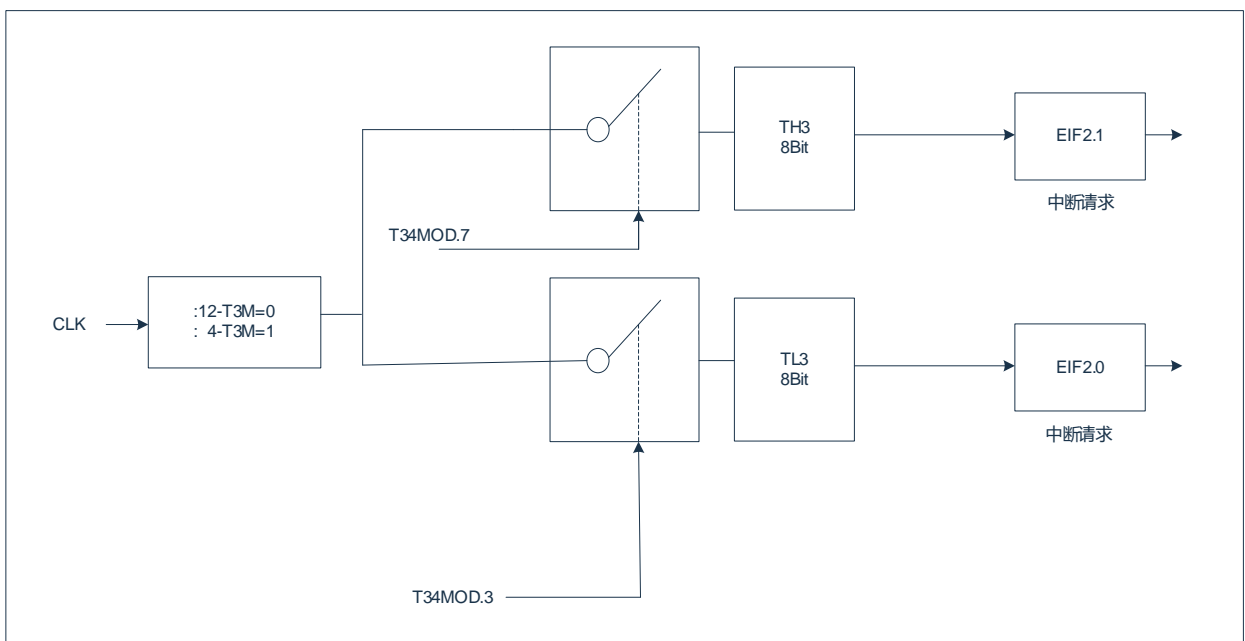 TH3
8Bit
EIF2.1
中断请求
T34MOD.7
CLK
:12-T3M=0
: 4-T3M=1
TL3
8Bit
EIF2.0
中断请求
T34MOD.3